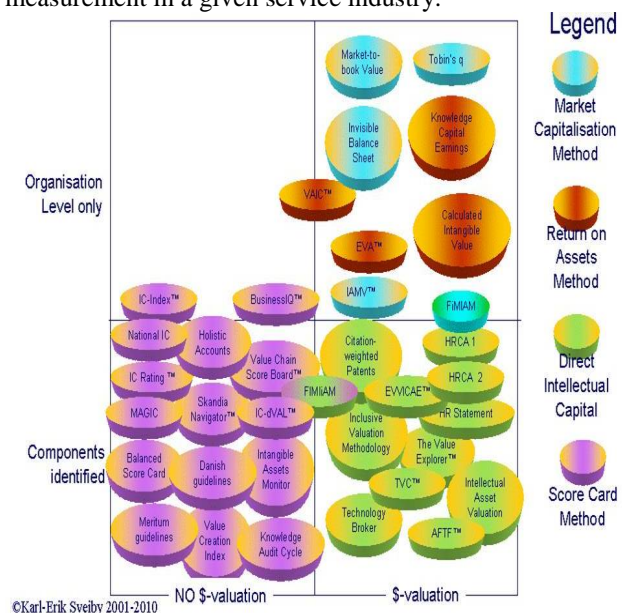 measurement in a given service industry.
Legend
Market-to-
book Value
Tobin's q
Market
Capitalisation
Method
Invisible
Balance
Sheet
Knowledge
Capital
Earnings
Organisation
Level only
VAIC™
Calculated
Intangible
Value
EVA™
Return on
Assets
Method
IC-Index™
BusinessIQ™
IAMV™
FiMIAM
National IC
Holistic
Accounts
Value Chain
Score Board™
Citation-
weighted
Patents
HRCA 1
IC Rating™
HRCA 2
Direct
Intellectual
Capital
MAGIC
Skandia
Navigator™
IC-dVAL™
FIMIiAM
EVVICAE™
HR Statement
Components
identified
Balanced
Score Card
Danish
guidelines
Intangible
Assets
Monitor
Inclusive
Valuation
Methodology
The Value
Explorer™
TVC™
Intellectual
Asset
Valuation
Score Card
Method
Meritum
guidelines
Value
Creation
Index
Knowledge
Audit Cycle
Technology
Broker
AFTF™
NO $-valuation
$-valuation
©Karl-Erik Sveiby 2001-2010